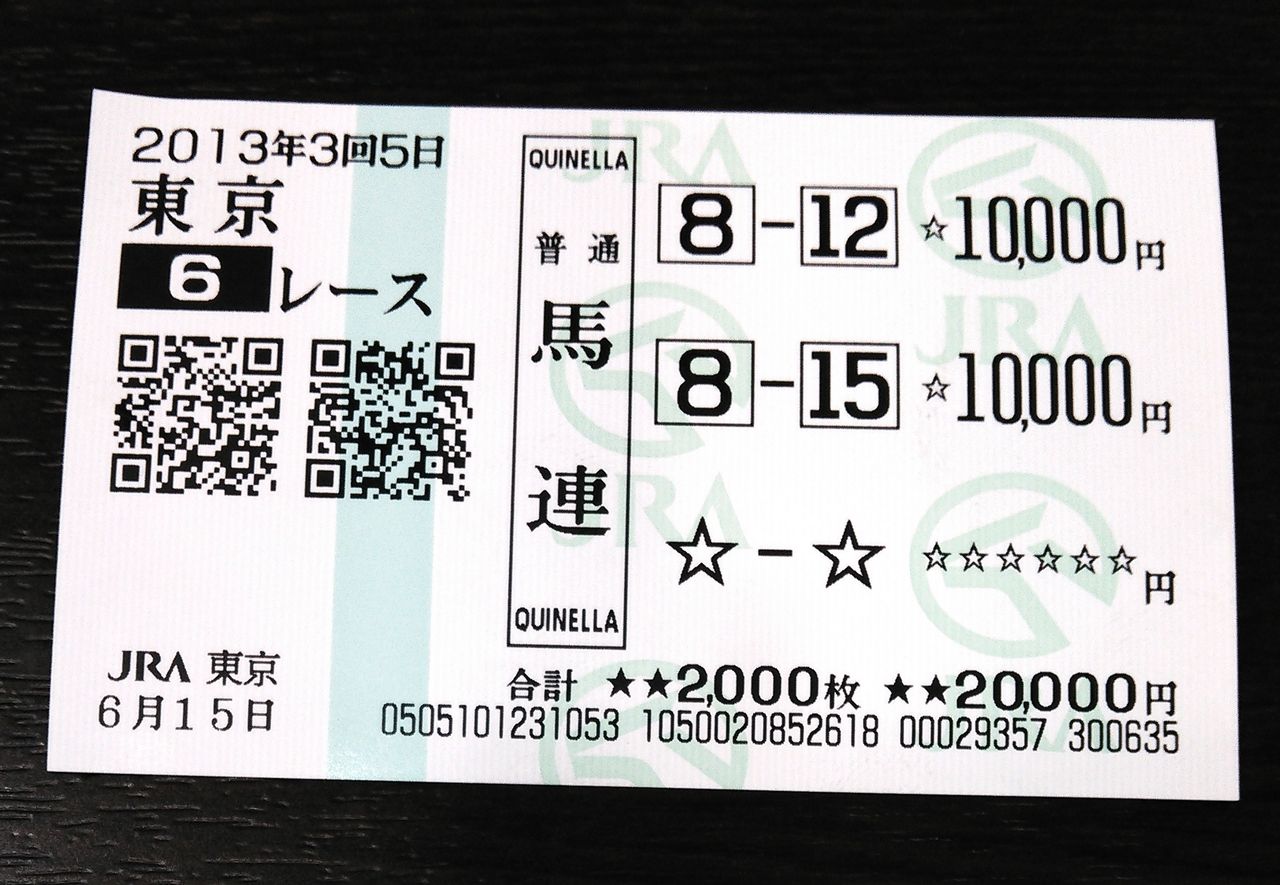 2013年3回5日
東京
6レース
JRA 東京
6月15日
QUINELLA
普通
馬連
QUINELLA
8-12 ☆10,000円
8-15 ☆10,000円
☆-☆ ☆☆☆☆☆☆円
合計 ★★2,000枚 ★★20,000円
0505101231053 1050020852618 00029357 300635
JRA
JRA
JRA